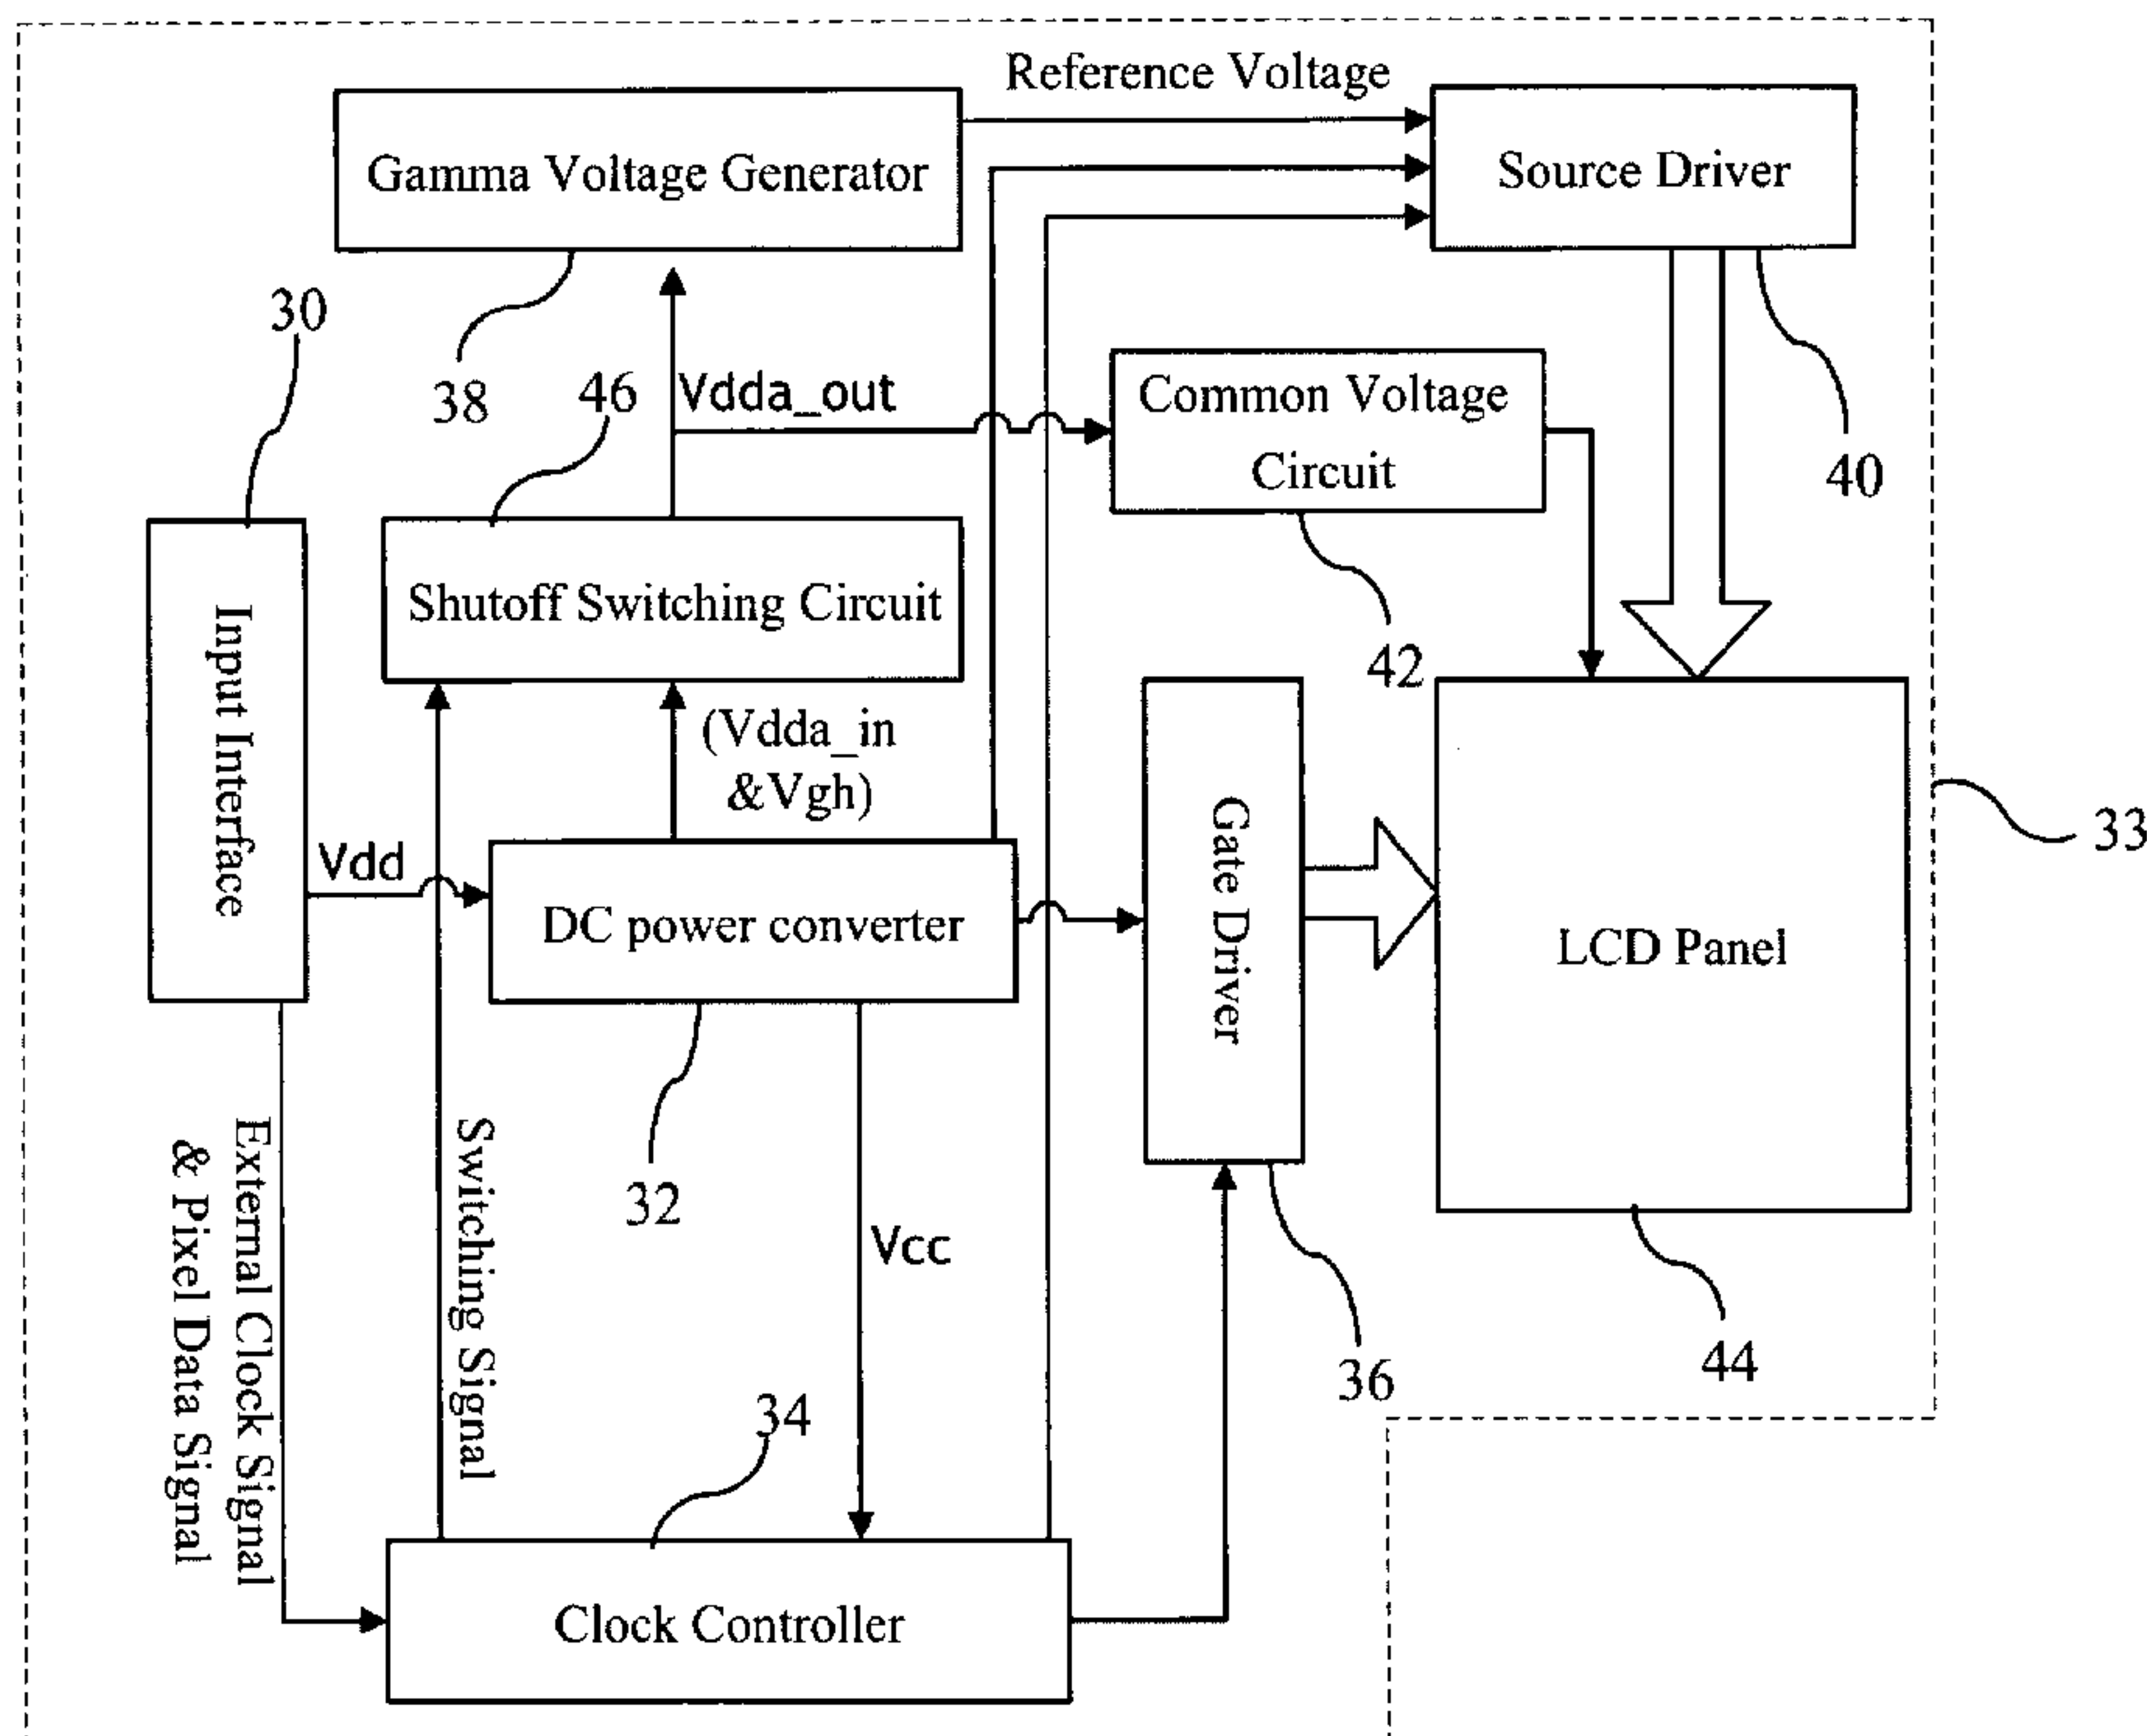 Reference Voltage
Gamma Voltage Generator
Source Driver
30
38
46
Vdda_out
Common Voltage
Circuit
40
Shutoff Switching Circuit
42
Input Interface
(Vdda_in
&Vgh)
Vdd
DC power converter
Gate Driver
LCD Panel
33
32
Vcc
Switching Signal
External Clock Signal
& Pixel Data Signal
36
44
34
Clock Controller